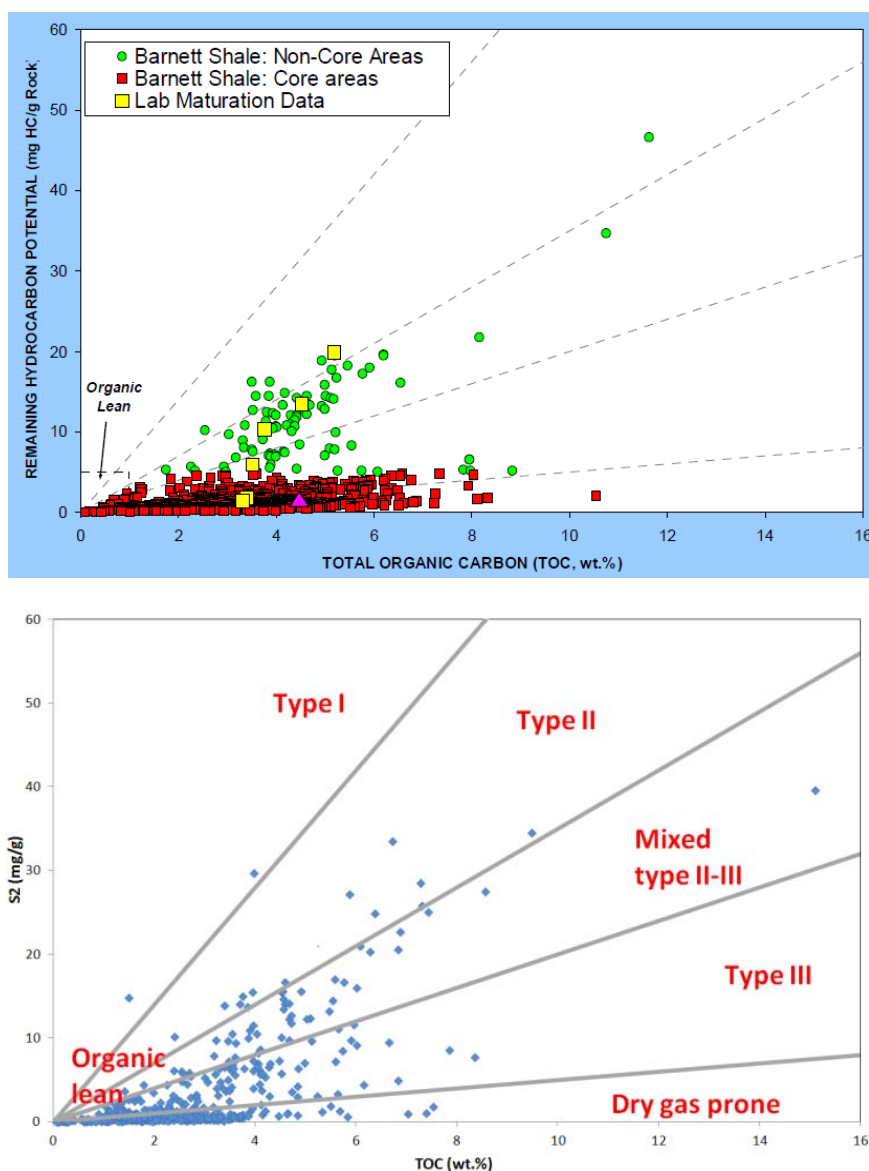 60
50
40
30
20
10
0
REMAINING HYDROCARBON POTENTIAL (mg HC/g Rock)
Barnett Shale: Non-Core Areas
Barnett Shale: Core areas
Lab Maturation Data
Organic
Lean
0 2 4 6 8 10 12 14 16
TOTAL ORGANIC CARBON (TOC, wt.%)
60
50
40
30
20
10
0
S2 (mg/g)
Type I
Type II
Mixed
type II-III
Type III
Organic
lean
Dry gas prone
0 2 4 6 8 10 12 14 16
TOC (wt.%)